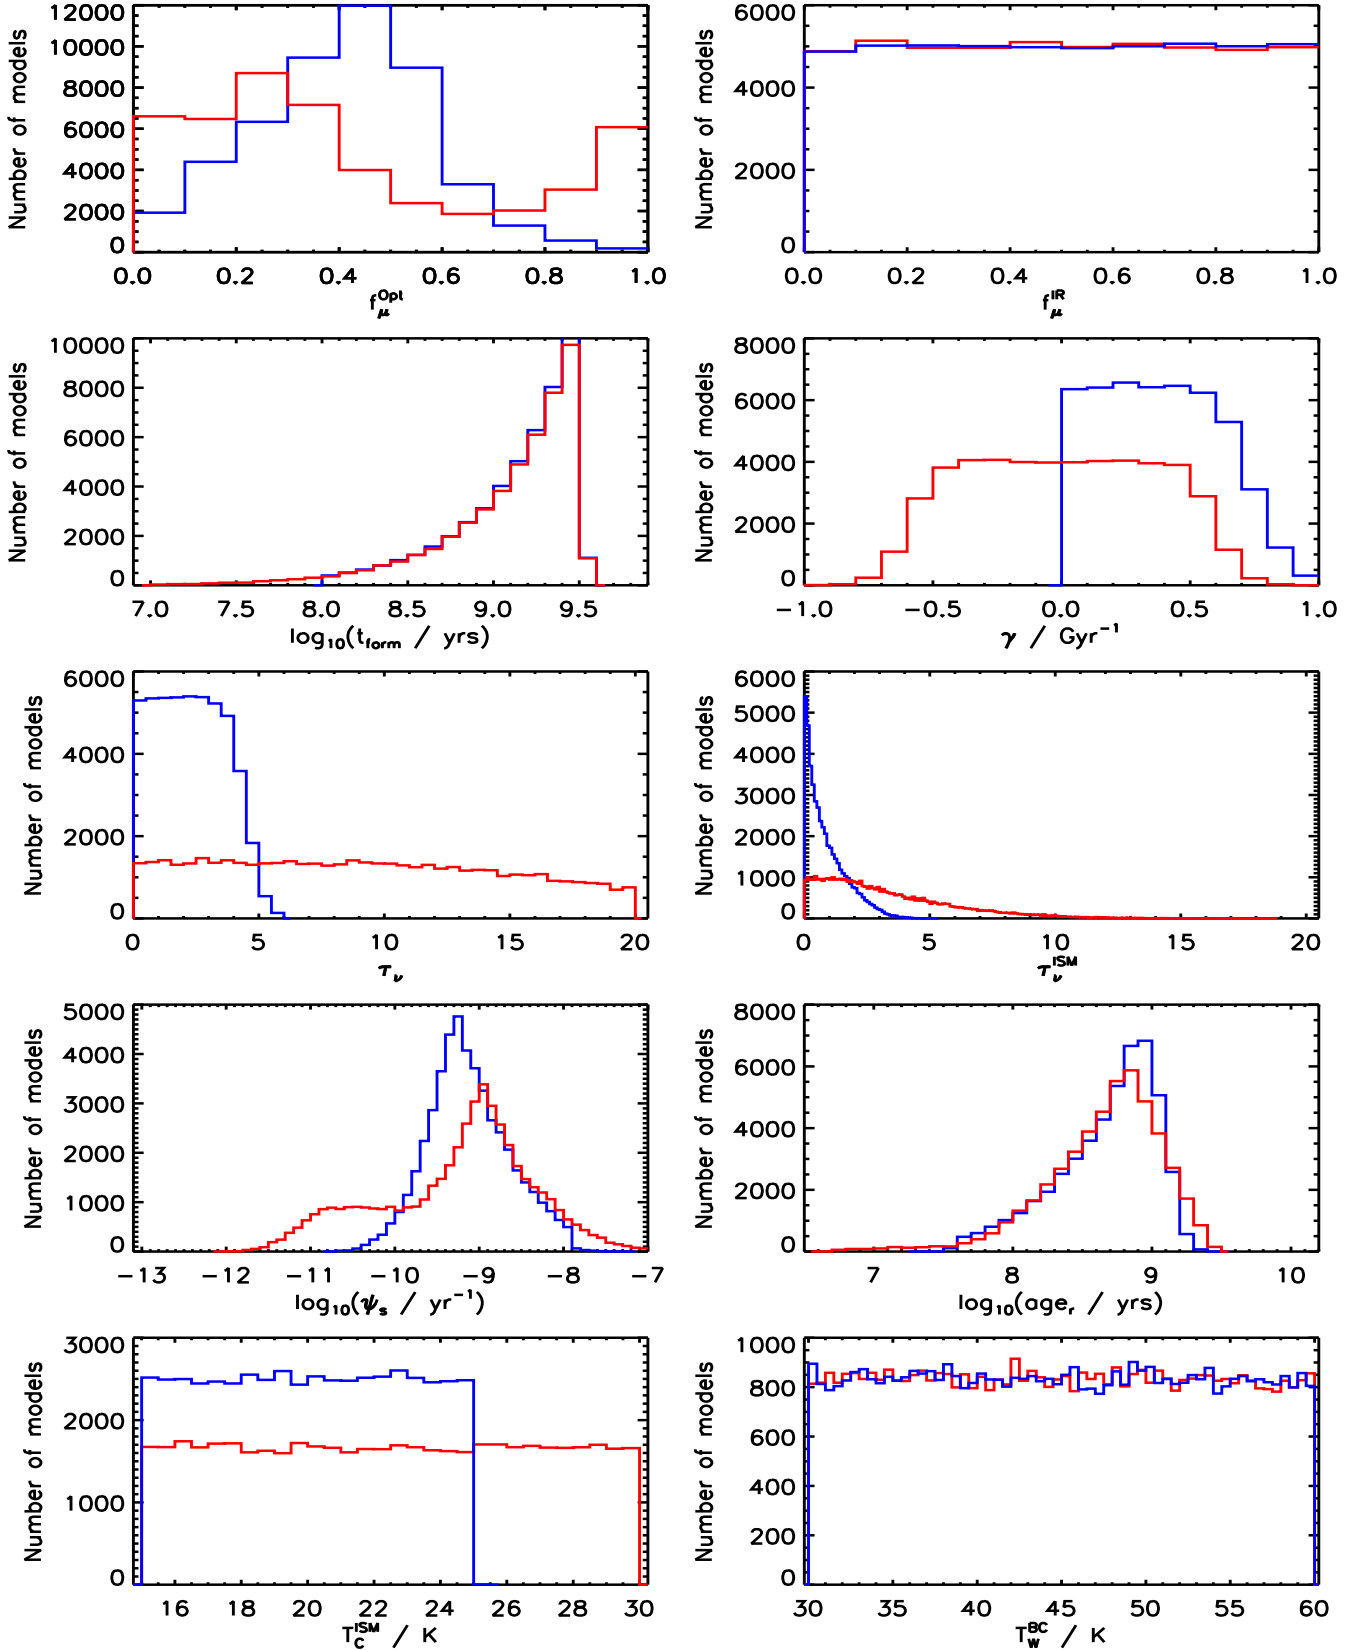 Number of models
12000
10000
8000
6000
4000
2000
0
0.0 0.2 0.4 0.6 0.8 1.0
f_μ^Opt
Number of models
6000
4000
2000
0
0.0 0.2 0.4 0.6 0.8 1.0
f_μ^IR
Number of models
10000
8000
6000
4000
2000
0
7.0 7.5 8.0 8.5 9.0 9.5
log₁₀(t_form / yrs)
Number of models
8000
6000
4000
2000
0
−1.0 −0.5 0.0 0.5 1.0
γ / Gyr⁻¹
Number of models
6000
4000
2000
0
0 5 10 15 20
τ_ν
Number of models
6000
5000
4000
3000
2000
1000
0
0 5 10 15 20
τ_ν^ISM
Number of models
5000
4000
3000
2000
1000
0
−13 −12 −11 −10 −9 −8 −7
log₁₀(ψ_s / yr⁻¹)
Number of models
8000
6000
4000
2000
0
7 8 9 10
log₁₀(age_r / yrs)
Number of models
3000
2000
1000
0
16 18 20 22 24 26 28 30
T_C^ISM / K
Number of models
1000
800
600
400
200
0
30 35 40 45 50 55 60
T_W^BC / K